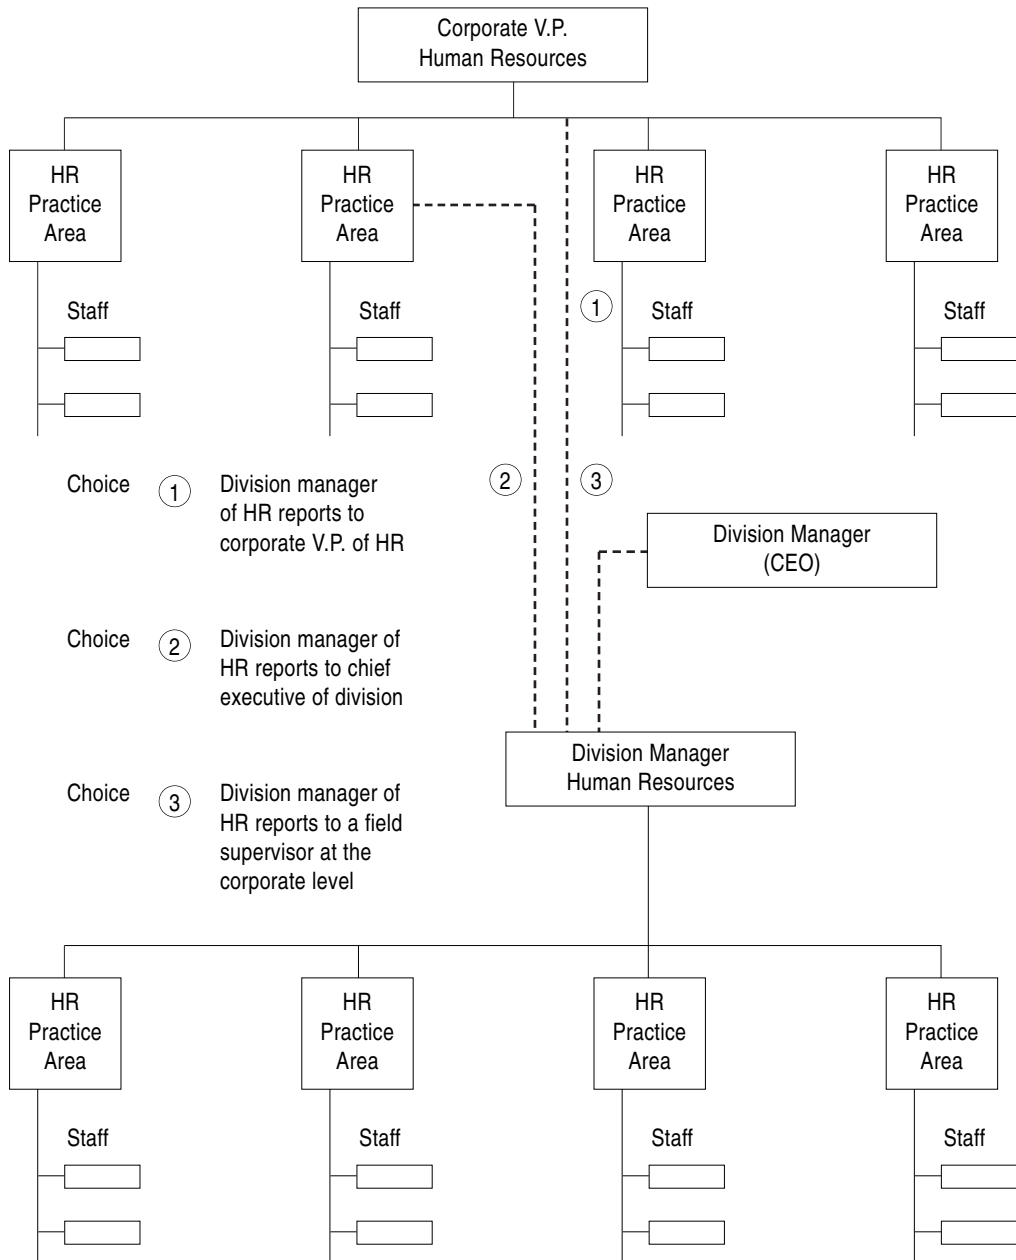 Corporate V.P.
Human Resources
HR
Practice
Area
HR
Practice
Area
HR
Practice
Area
HR
Practice
Area
Staff
Staff
1
Staff
Staff
2
3
Choice 1 Division manager
of HR reports to
corporate V.P. of HR
Division Manager
(CEO)
Choice 2 Division manager of
HR reports to chief
executive of division
Division Manager
Human Resources
Choice 3 Division manager of
HR reports to a field
supervisor at the
corporate level
HR
Practice
Area
HR
Practice
Area
HR
Practice
Area
HR
Practice
Area
Staff
Staff
Staff
Staff